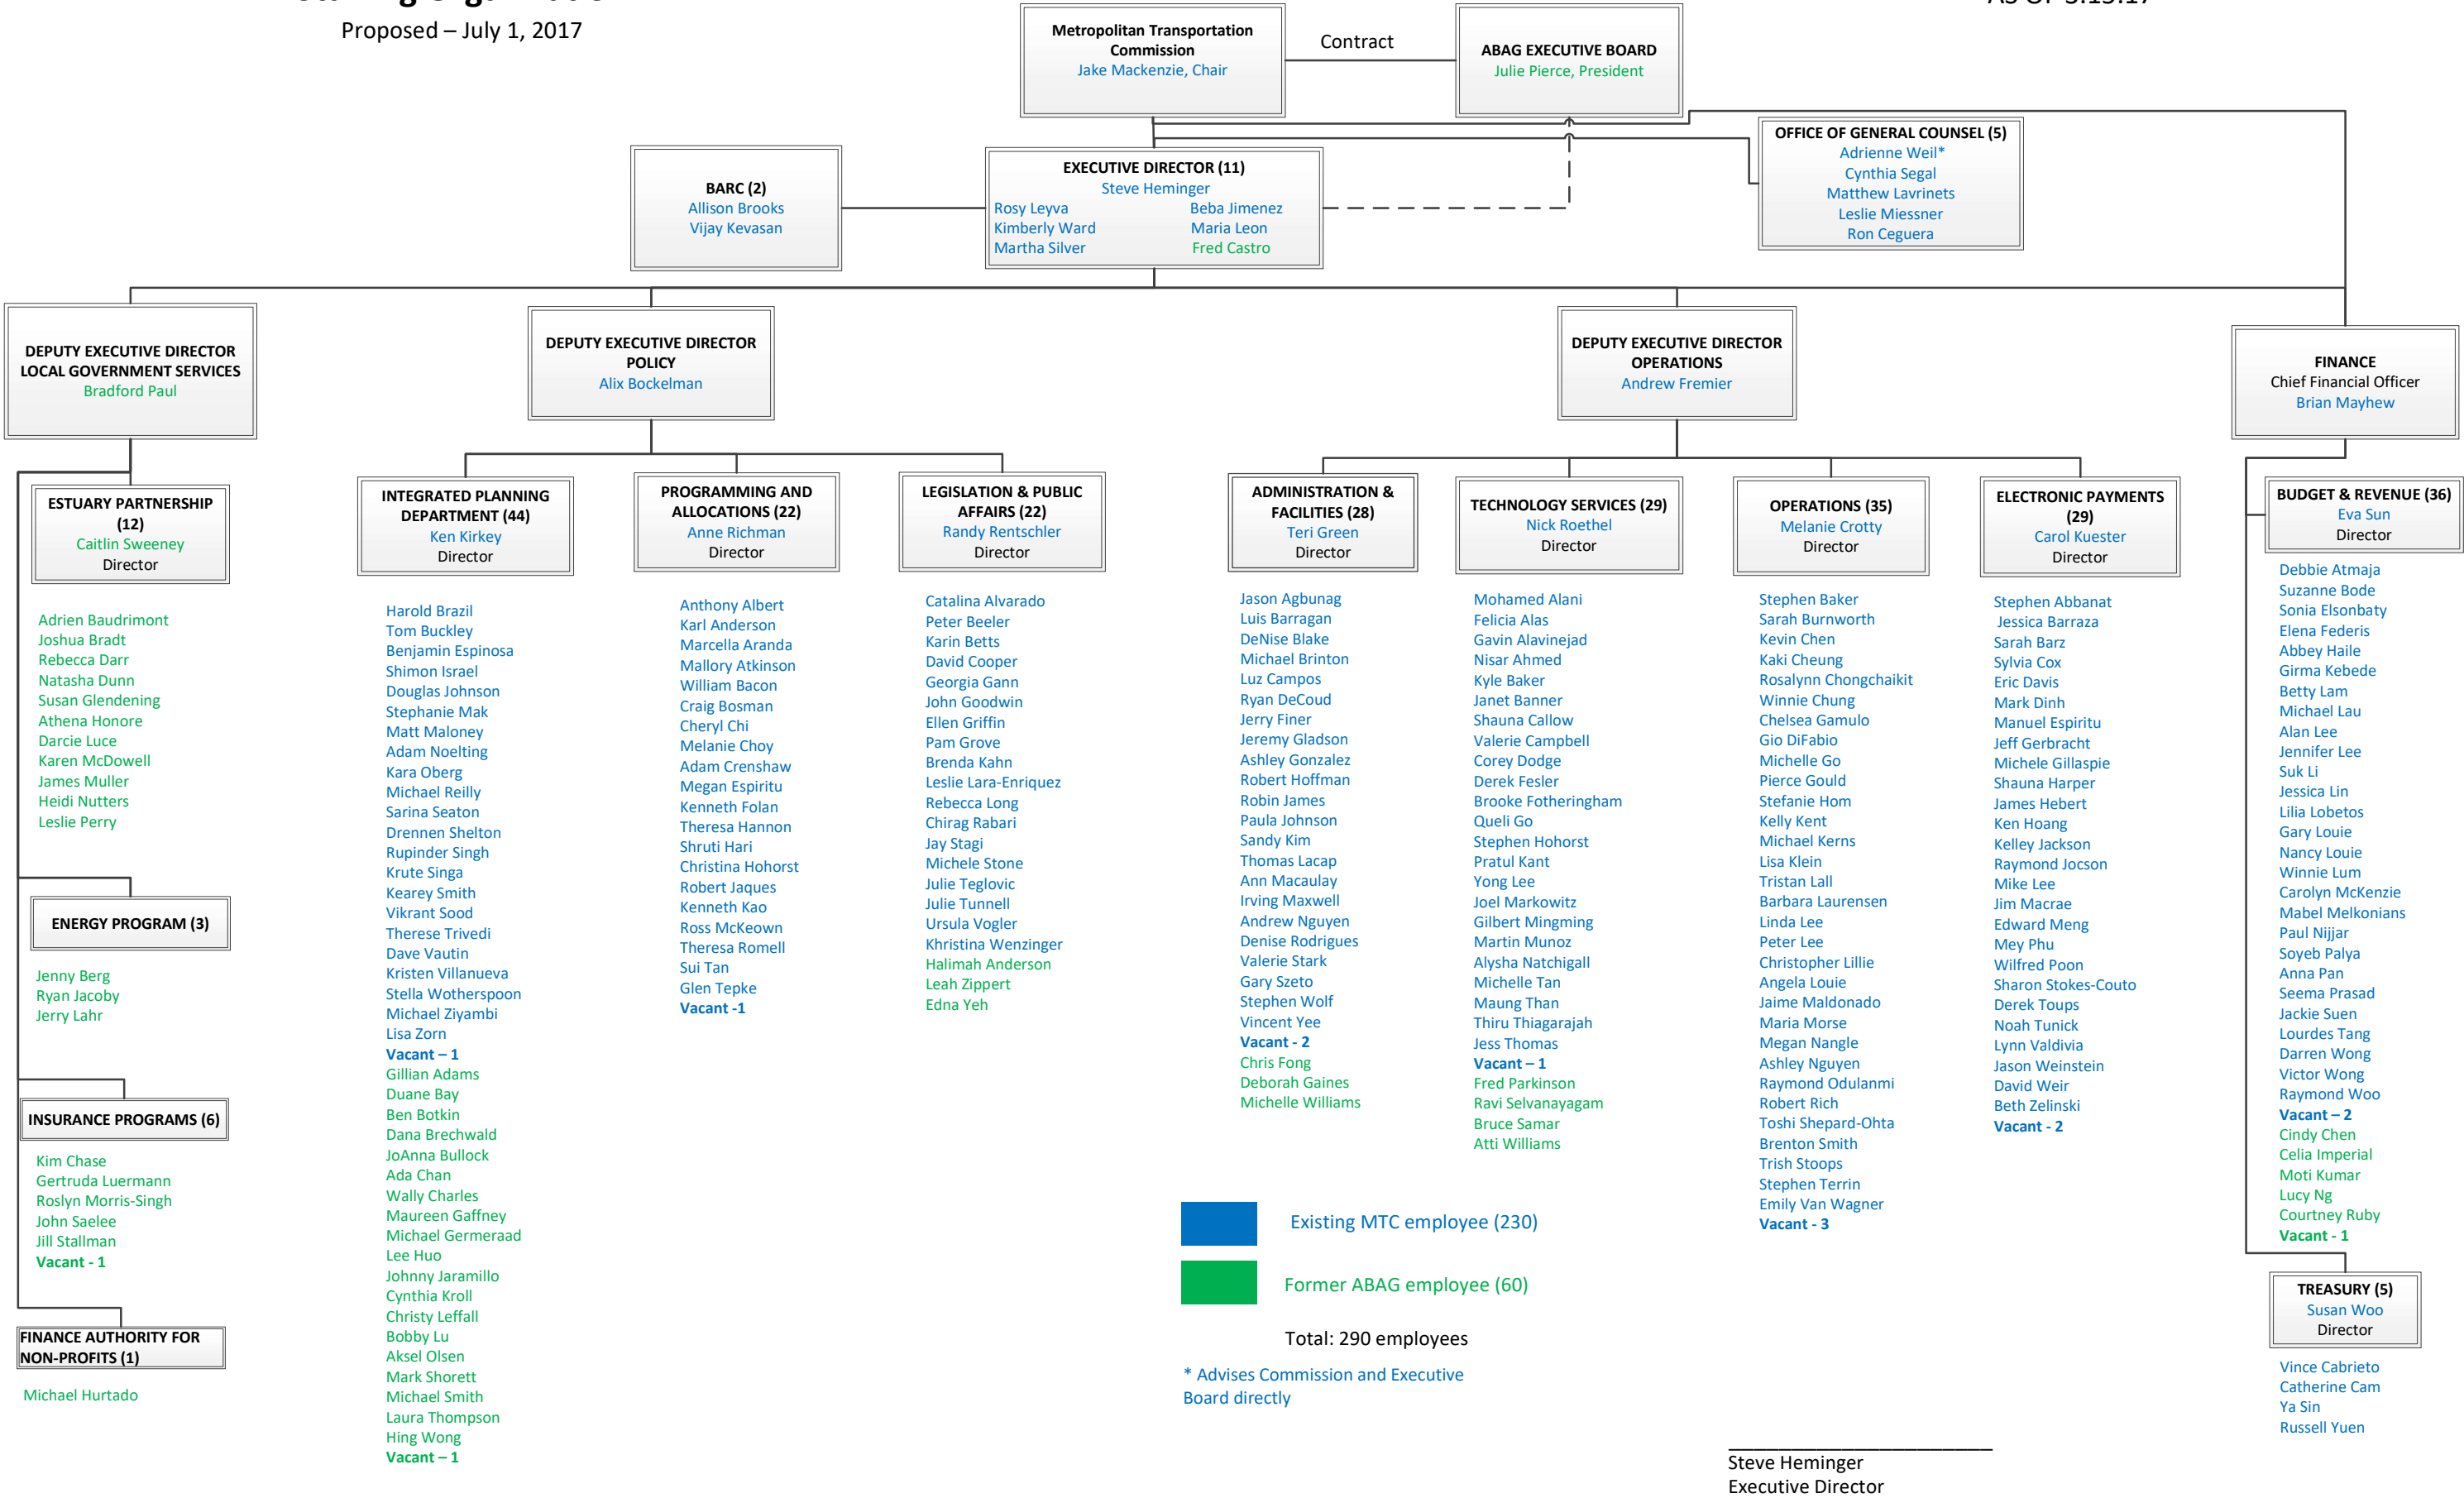 Proposed – July 1, 2017
Metropolitan Transportation
Commission
Jake Mackenzie, Chair
Contract
ABAG EXECUTIVE BOARD
Julie Pierce, President
OFFICE OF GENERAL COUNSEL (5)
Adrienne Weil*
Cynthia Segal
Matthew Lavrinets
Leslie Miessner
Ron Ceguera
BARC (2)
Allison Brooks
Vijay Kevasan
EXECUTIVE DIRECTOR (11)
Steve Heminger
Rosy Leyva
Kimberly Ward
Martha Silver
Beba Jimenez
Maria Leon
Fred Castro
DEPUTY EXECUTIVE DIRECTOR
LOCAL GOVERNMENT SERVICES
Bradford Paul
DEPUTY EXECUTIVE DIRECTOR
POLICY
Alix Bockelman
DEPUTY EXECUTIVE DIRECTOR
OPERATIONS
Andrew Fremier
FINANCE
Chief Financial Officer
Brian Mayhew
ESTUARY PARTNERSHIP
(12)
Caitlin Sweeney
Director
Adrien Baudrimont
Joshua Bradt
Rebecca Darr
Natasha Dunn
Susan Glendening
Athena Honore
Darcie Luce
Karen McDowell
James Muller
Heidi Nutters
Leslie Perry
ENERGY PROGRAM (3)
Jenny Berg
Ryan Jacoby
Jerry Lahr
INSURANCE PROGRAMS (6)
Kim Chase
Gertruda Luermann
Roslyn Morris-Singh
John Saelee
Jill Stallman
Vacant - 1
FINANCE AUTHORITY FOR
NON-PROFITS (1)
Michael Hurtado
INTEGRATED PLANNING
DEPARTMENT (44)
Ken Kirkey
Director
Harold Brazil
Tom Buckley
Benjamin Espinosa
Shimon Israel
Douglas Johnson
Stephanie Mak
Matt Maloney
Adam Noelting
Kara Oberg
Michael Reilly
Sarina Seaton
Drennen Shelton
Rupinder Singh
Krute Singa
Kearey Smith
Vikrant Sood
Therese Trivedi
Dave Vautin
Kristen Villanueva
Stella Wotherspoon
Michael Ziyambi
Lisa Zorn
Vacant – 1
Gillian Adams
Duane Bay
Ben Botkin
Dana Brechwald
JoAnna Bullock
Ada Chan
Wally Charles
Maureen Gaffney
Michael Germeraad
Lee Huo
Johnny Jaramillo
Cynthia Kroll
Christy Leffall
Bobby Lu
Aksel Olsen
Mark Shorett
Michael Smith
Laura Thompson
Hing Wong
Vacant – 1
PROGRAMMING AND
ALLOCATIONS (22)
Anne Richman
Director
Anthony Albert
Karl Anderson
Marcella Aranda
Mallory Atkinson
William Bacon
Craig Bosman
Cheryl Chi
Melanie Choy
Adam Crenshaw
Megan Espiritu
Kenneth Folan
Theresa Hannon
Shruti Hari
Christina Hohorst
Robert Jaques
Kenneth Kao
Ross McKeown
Theresa Romell
Sui Tan
Glen Tepke
Vacant -1
LEGISLATION & PUBLIC
AFFAIRS (22)
Randy Rentschler
Director
Catalina Alvarado
Peter Beeler
Karin Betts
David Cooper
Georgia Gann
John Goodwin
Ellen Griffin
Pam Grove
Brenda Kahn
Leslie Lara-Enriquez
Rebecca Long
Chirag Rabari
Jay Stagi
Michele Stone
Julie Teglovic
Julie Tunnell
Ursula Vogler
Khristina Wenzinger
Halimah Anderson
Leah Zippert
Edna Yeh
ADMINISTRATION &
FACILITIES (28)
Teri Green
Director
Jason Agbunag
Luis Barragan
DeNise Blake
Michael Brinton
Luz Campos
Ryan DeCoud
Jerry Finer
Jeremy Gladson
Ashley Gonzalez
Robert Hoffman
Robin James
Paula Johnson
Sandy Kim
Thomas Lacap
Ann Macaulay
Irving Maxwell
Andrew Nguyen
Denise Rodrigues
Valerie Stark
Gary Szeto
Stephen Wolf
Vincent Yee
Vacant - 2
Chris Fong
Deborah Gaines
Michelle Williams
TECHNOLOGY SERVICES (29)
Nick Roethel
Director
Mohamed Alani
Felicia Alas
Gavin Alavinejad
Nisar Ahmed
Kyle Baker
Janet Banner
Shauna Callow
Valerie Campbell
Corey Dodge
Derek Fesler
Brooke Fotheringham
Queli Go
Stephen Hohorst
Pratul Kant
Yong Lee
Joel Markowitz
Gilbert Mingming
Martin Munoz
Alysha Natchigall
Michelle Tan
Maung Than
Thiru Thiagarajah
Jess Thomas
Vacant – 1
Fred Parkinson
Ravi Selvanayagam
Bruce Samar
Atti Williams
OPERATIONS (35)
Melanie Crotty
Director
Stephen Baker
Sarah Burnworth
Kevin Chen
Kaki Cheung
Rosalynn Chongchaikit
Winnie Chung
Chelsea Gamulo
Gio DiFabio
Michelle Go
Pierce Gould
Stefanie Hom
Kelly Kent
Michael Kerns
Lisa Klein
Tristan Lall
Barbara Laurensen
Linda Lee
Peter Lee
Christopher Lillie
Angela Louie
Jaime Maldonado
Maria Morse
Megan Nangle
Ashley Nguyen
Raymond Odulanmi
Robert Rich
Toshi Shepard-Ohta
Brenton Smith
Trish Stoops
Stephen Terrin
Emily Van Wagner
Vacant - 3
ELECTRONIC PAYMENTS
(29)
Carol Kuester
Director
Stephen Abbanat
Jessica Barraza
Sarah Barz
Sylvia Cox
Eric Davis
Mark Dinh
Manuel Espiritu
Jeff Gerbracht
Michele Gillaspie
Shauna Harper
James Hebert
Ken Hoang
Kelley Jackson
Raymond Jocson
Mike Lee
Jim Macrae
Edward Meng
Mey Phu
Wilfred Poon
Sharon Stokes-Couto
Derek Toups
Noah Tunick
Lynn Valdivia
Jason Weinstein
David Weir
Beth Zelinski
Vacant - 2
BUDGET & REVENUE (36)
Eva Sun
Director
Debbie Atmaja
Suzanne Bode
Sonia Elsonbaty
Elena Federis
Abbey Haile
Girma Kebede
Betty Lam
Michael Lau
Alan Lee
Jennifer Lee
Suk Li
Jessica Lin
Lilia Lobetos
Gary Louie
Nancy Louie
Winnie Lum
Carolyn McKenzie
Mabel Melkonians
Paul Nijjar
Soyeb Palya
Anna Pan
Seema Prasad
Jackie Suen
Lourdes Tang
Darren Wong
Victor Wong
Raymond Woo
Vacant – 2
Cindy Chen
Celia Imperial
Moti Kumar
Lucy Ng
Courtney Ruby
Vacant - 1
TREASURY (5)
Susan Woo
Director
Vince Cabrieto
Catherine Cam
Ya Sin
Russell Yuen
Existing MTC employee (230)
Former ABAG employee (60)
Total: 290 employees
* Advises Commission and Executive
Board directly
Steve Heminger
Executive Director